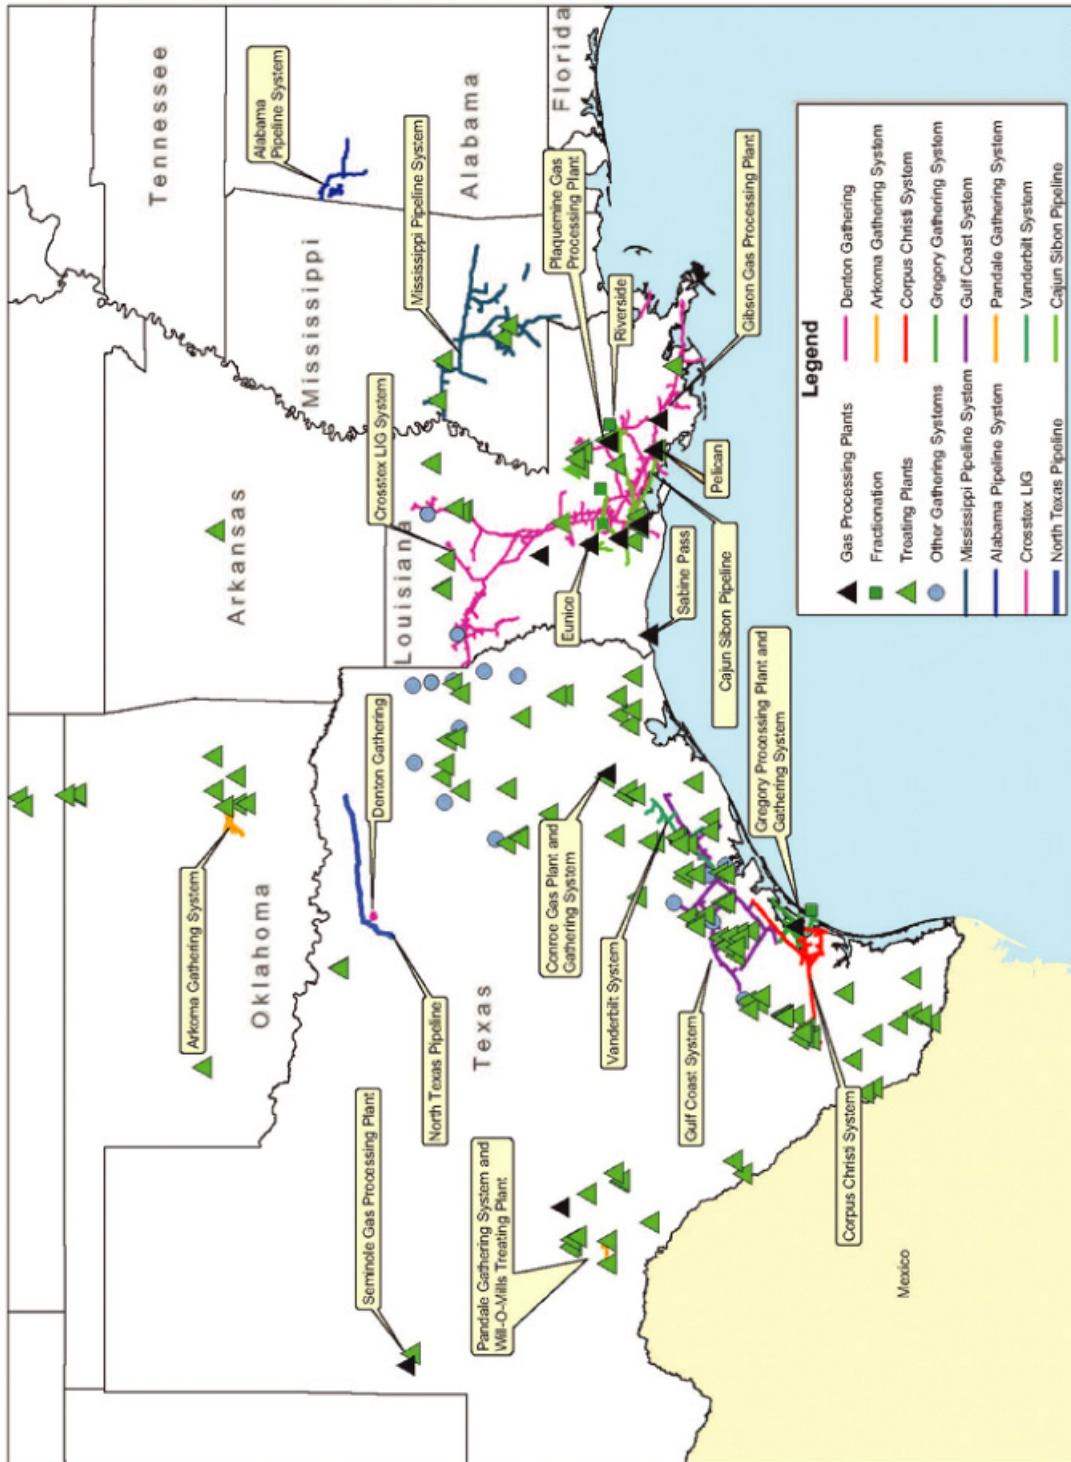 Tennessee
Alabama
Pipeline System
Mississippi
Mississippi Pipeline System
Alabama
Florida
Arkansas
Crosstex LIG System
Louisiana
Plaquemine Gas
Processing Plant
Riverside
Gibson Gas Processing Plant
Pelican
Eunice
Sabine Pass
Cajun Sibon Pipeline
Arkoma Gathering System
Oklahoma
Denton Gathering
North Texas Pipeline
Texas
Conroe Gas Plant and
Gathering System
Vanderbilt System
Gulf Coast System
Gregory Processing Plant and
Gathering System
Seminole Gas Processing Plant
Pandale Gathering System and
Will-O-Mills Treating Plant
Corpus Christi System
Mexico
Legend
Gas Processing Plants
Fractionation
Treating Plants
Other Gathering Systems
Mississippi Pipeline System
Alabama Pipeline System
Crosstex LIG
North Texas Pipeline
Denton Gathering
Arkoma Gathering System
Corpus Christi System
Gregory Gathering System
Gulf Coast System
Pandale Gathering System
Vanderbilt System
Cajun Sibon Pipeline